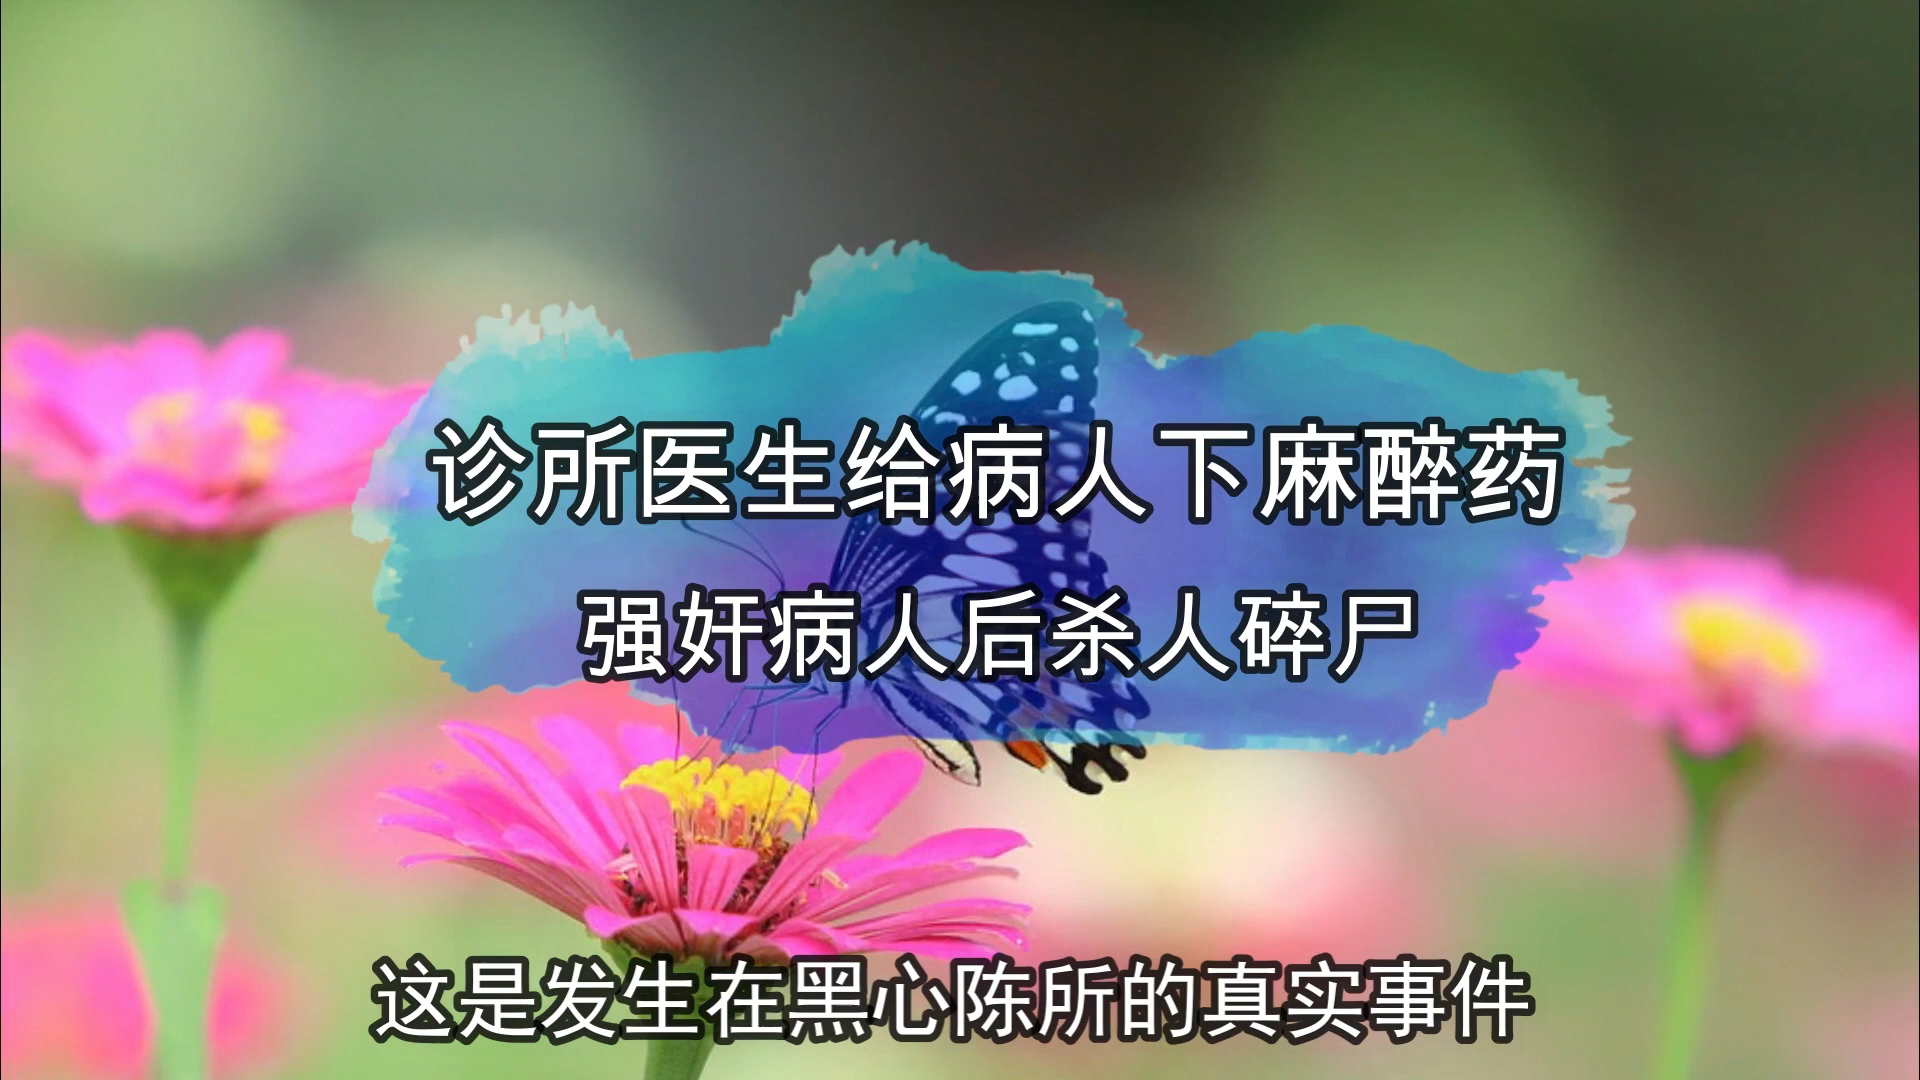 诊所医生给病人下麻醉药
强奸病人后杀人碎尸
这是发生在黑心陈所的真实事件